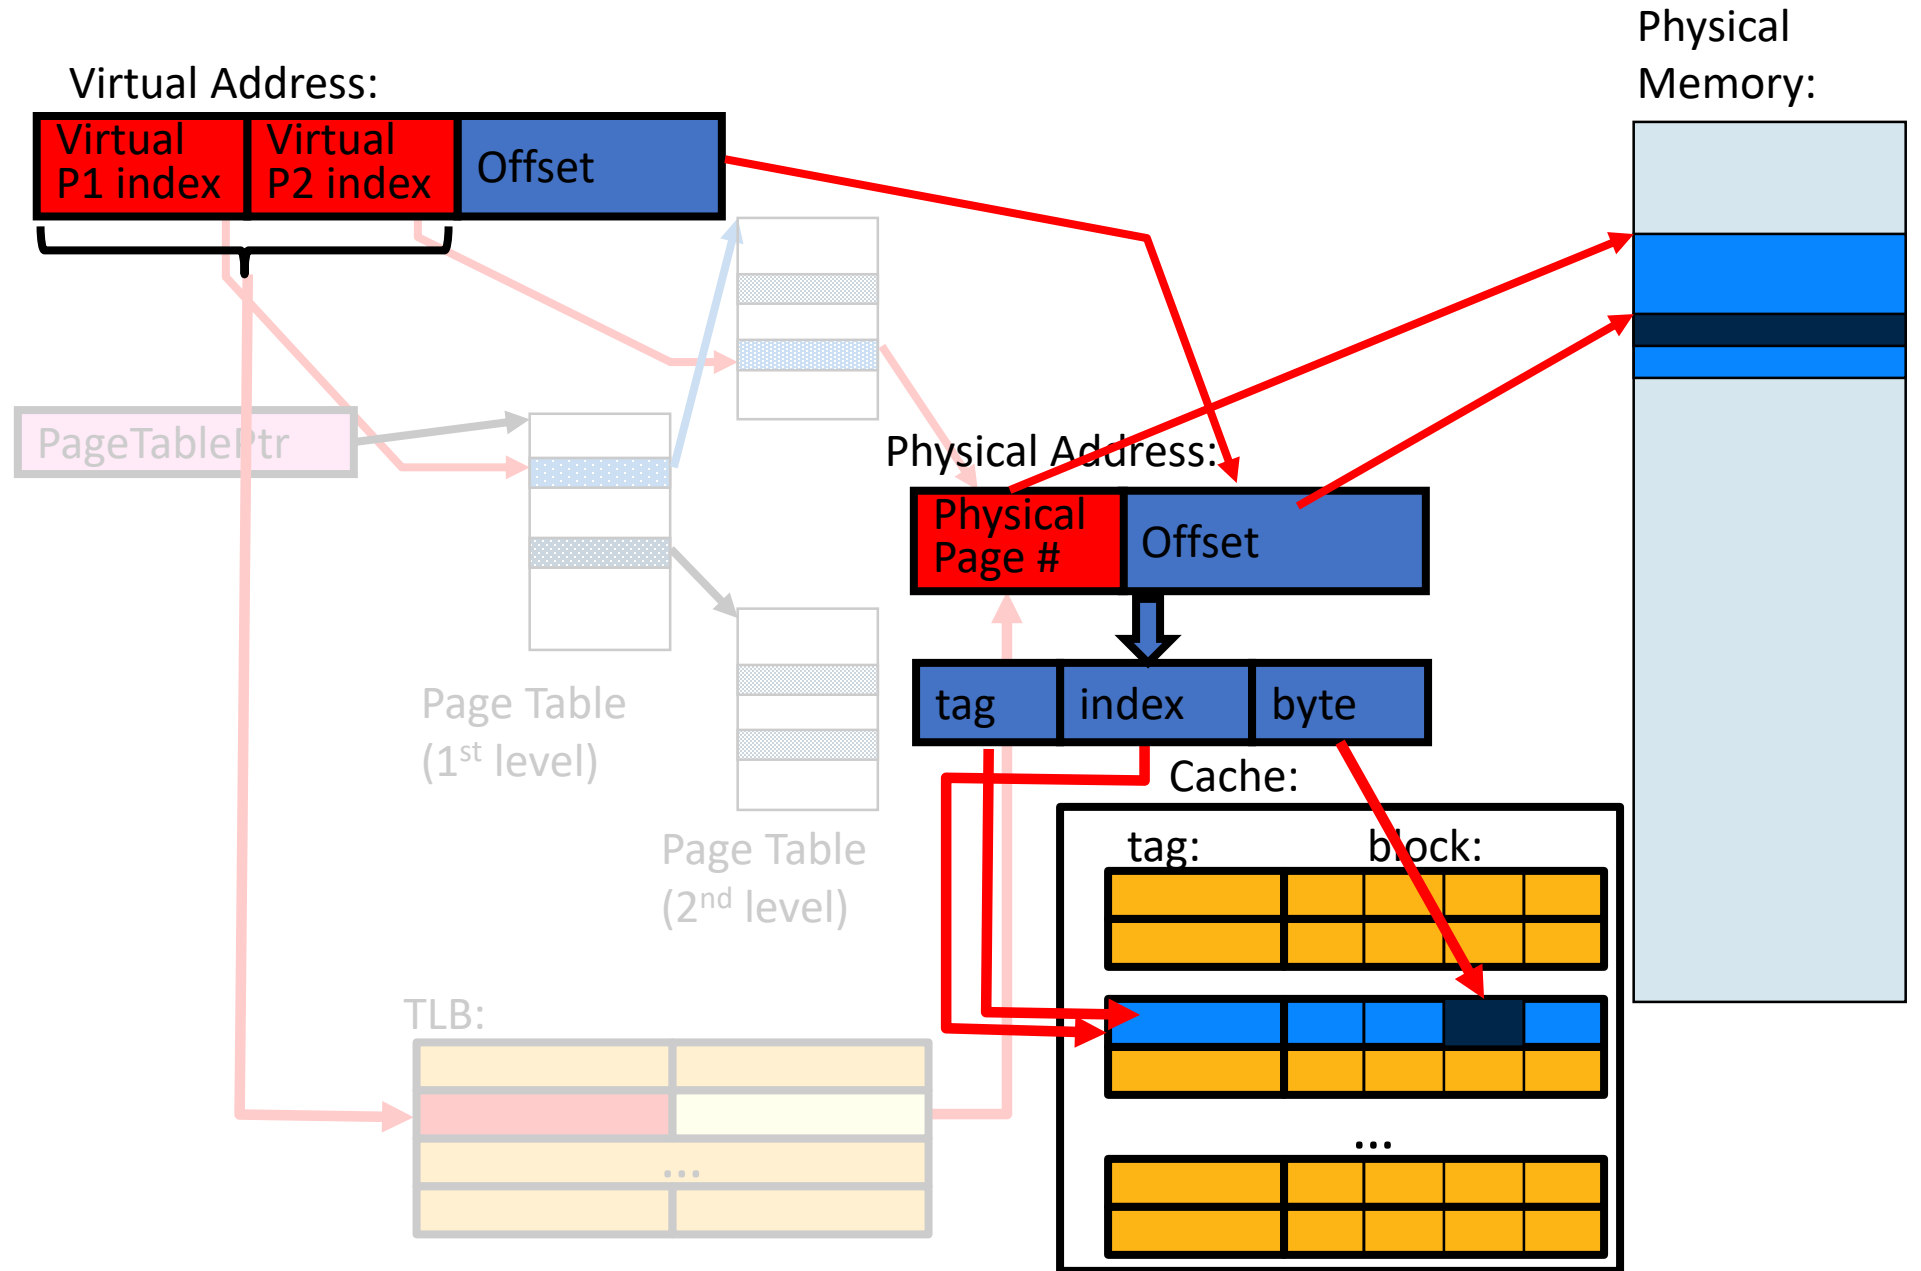 Physical
Memory:
Virtual Address:
Virtual
P1 index
Virtual
P2 index
Offset
PageTablePtr
Physical Address:
Physical
Page #
Offset
tag
index
byte
Page Table
(1st level)
Cache:
tag:
block:
Page Table
(2nd level)
TLB:
...
...